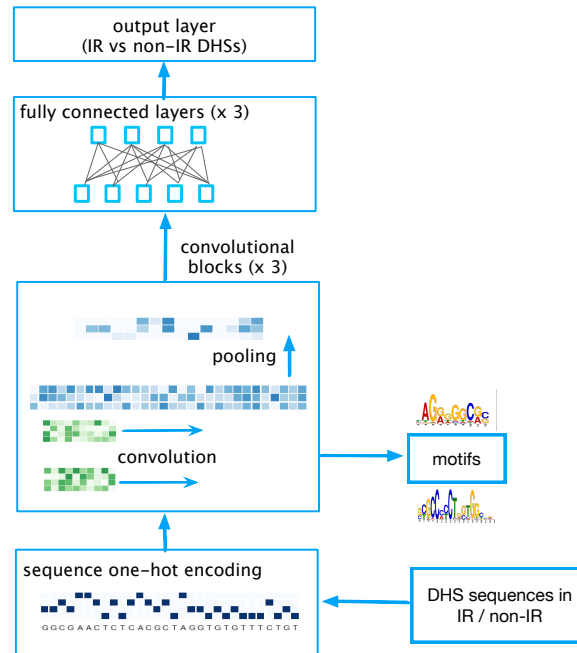 output layer
(IR vs non-IR DHSs)
fully connected layers (x 3)
convolutional
blocks (x 3)
pooling
convolution
motifs
sequence one-hot encoding
GGCGAACTCTCACGCTAGGTGTGTTTCTGT
DHS sequences in
IR / non-IR